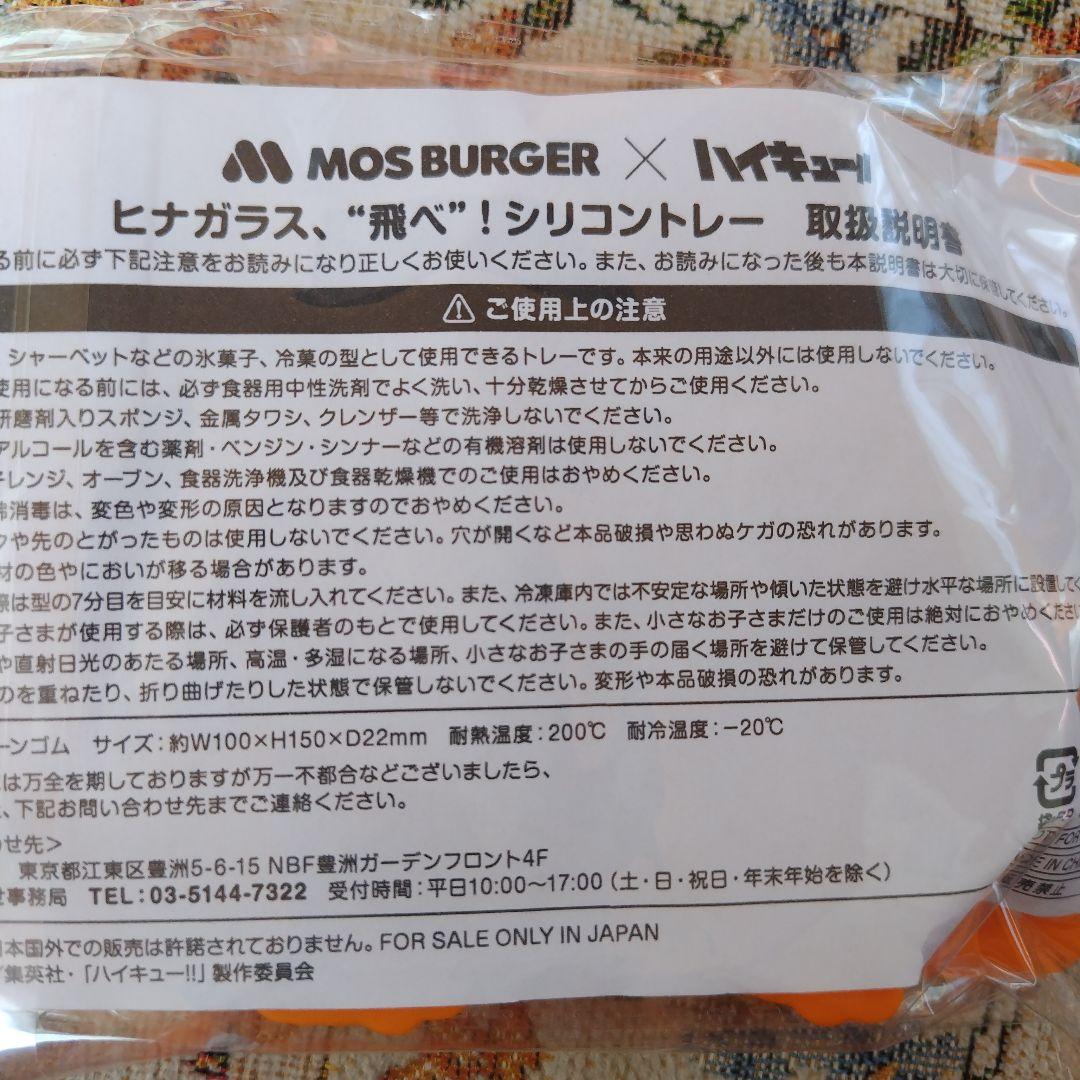 MOS BURGER × ハイキュー!!
ヒナガラス、“飛べ”！シリコントレー 取扱説明書
る前に必ず下記注意をお読みになり正しくお使いください。また、お読みになった後も本説明書は大切に保管してください。
⚠ ご使用上の注意
シャーベットなどの氷菓子、冷菓の型として使用できるトレーです。本来の用途以外には使用しないでください。
使用になる前には、必ず食器用中性洗剤でよく洗い、十分乾燥させてからご使用ください。
研磨剤入りスポンジ、金属タワシ、クレンザー等で洗浄しないでください。
アルコールを含む薬剤・ベンジン・シンナーなどの有機溶剤は使用しないでください。
子レンジ、オーブン、食器洗浄機及び食器乾燥機でのご使用はおやめください。
沸消毒は、変色や変形の原因となりますのでおやめください。
クや先のとがったものは使用しないでください。穴が開くなど本品破損や思わぬケガの恐れがあります。
材の色やにおいが移る場合があります。
際は型の7分目を目安に材料を流し入れてください。また、冷凍庫内では不安定な場所や傾いた状態を避け水平な場所に設置してく
子さまが使用する際は、必ず保護者のもとで使用してください。また、小さなお子さまだけのご使用は絶対におやめくださ
や直射日光のあたる場所、高温・多湿になる場所、小さなお子さまの手の届く場所を避けて保管してください。
のを重ねたり、折り曲げたりした状態で保管しないでください。変形や本品破損の恐れがあります。
ーンゴム サイズ：約W100×H150×D22mm 耐熱温度：200℃ 耐冷温度：−20℃
は万全を期しておりますが万一不都合などございましたら、
、下記お問い合わせ先までご連絡ください。
プラ
わせ先＞
東京都江東区豊洲5-6-15 NBF豊洲ガーデンフロント4F
せ事務局 TEL：03-5144-7322 受付時間：平日10:00〜17:00（土・日・祝日・年末年始を除く）
売禁止
日本国外での販売は許諾されておりません。FOR SALE ONLY IN JAPAN
／集英社・「ハイキュー!!」製作委員会